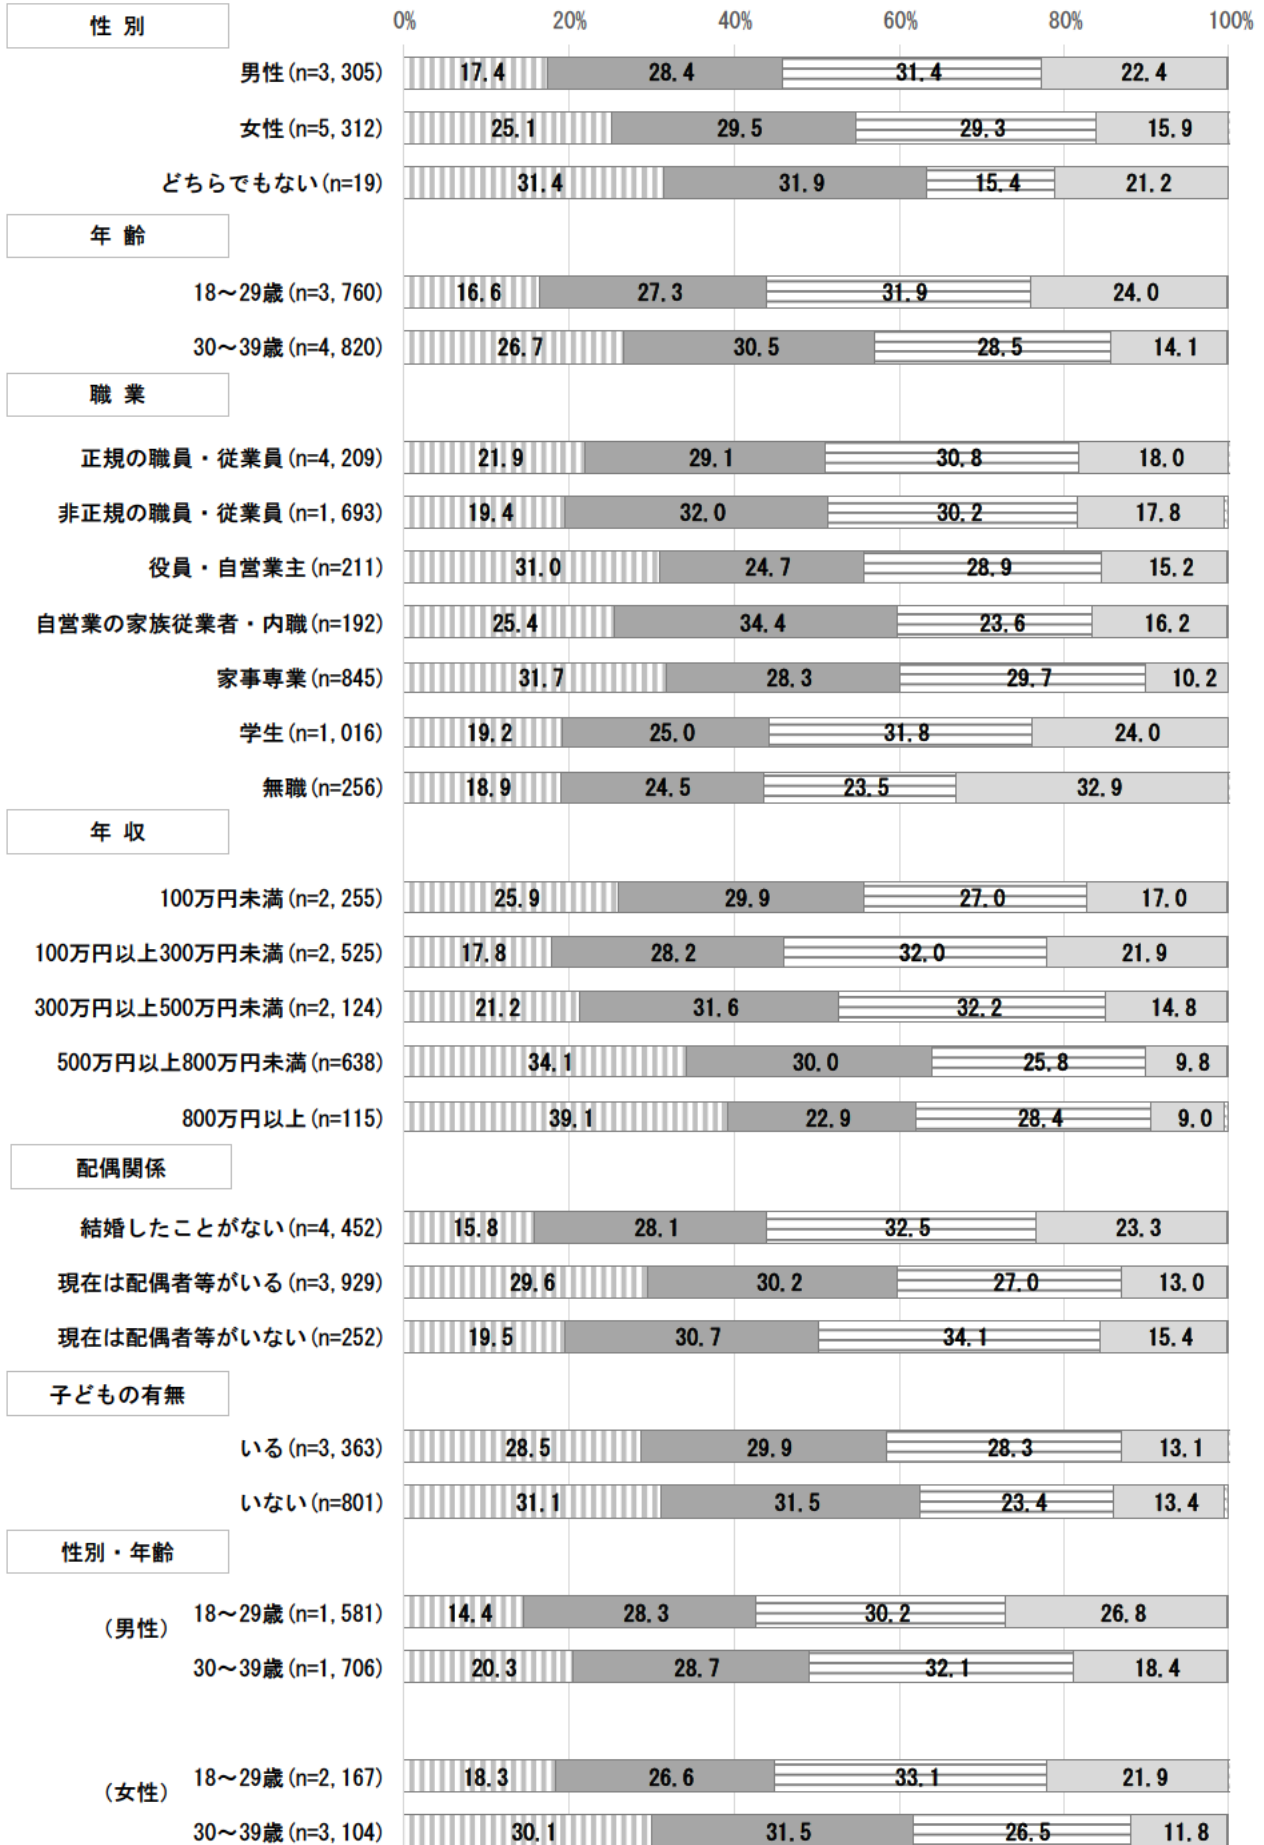 性 別
0% 20% 40% 60% 80% 100%
男性(n=3,305) 17.4 28.4 31.4 22.4
女性(n=5,312) 25.1 29.5 29.3 15.9
どちらでもない(n=19) 31.4 31.9 15.4 21.2
年 齢
18～29歳(n=3,760) 16.6 27.3 31.9 24.0
30～39歳(n=4,820) 26.7 30.5 28.5 14.1
職 業
正規の職員・従業員(n=4,209) 21.9 29.1 30.8 18.0
非正規の職員・従業員(n=1,693) 19.4 32.0 30.2 17.8
役員・自営業主(n=211) 31.0 24.7 28.9 15.2
自営業の家族従業者・内職(n=192) 25.4 34.4 23.6 16.2
家事専業(n=845) 31.7 28.3 29.7 10.2
学生(n=1,016) 19.2 25.0 31.8 24.0
無職(n=256) 18.9 24.5 23.5 32.9
年 収
100万円未満(n=2,255) 25.9 29.9 27.0 17.0
100万円以上300万円未満(n=2,525) 17.8 28.2 32.0 21.9
300万円以上500万円未満(n=2,124) 21.2 31.6 32.2 14.8
500万円以上800万円未満(n=638) 34.1 30.0 25.8 9.8
800万円以上(n=115) 39.1 22.9 28.4 9.0
配偶関係
結婚したことがない(n=4,452) 15.8 28.1 32.5 23.3
現在は配偶者等がいる(n=3,929) 29.6 30.2 27.0 13.0
現在は配偶者等がいない(n=252) 19.5 30.7 34.1 15.4
子どもの有無
いる(n=3,363) 28.5 29.9 28.3 13.1
いない(n=801) 31.1 31.5 23.4 13.4
性別・年齢
(男性)
18～29歳(n=1,581) 14.4 28.3 30.2 26.8
30～39歳(n=1,706) 20.3 28.7 32.1 18.4
(女性)
18～29歳(n=2,167) 18.3 26.6 33.1 21.9
30～39歳(n=3,104) 30.1 31.5 26.5 11.8